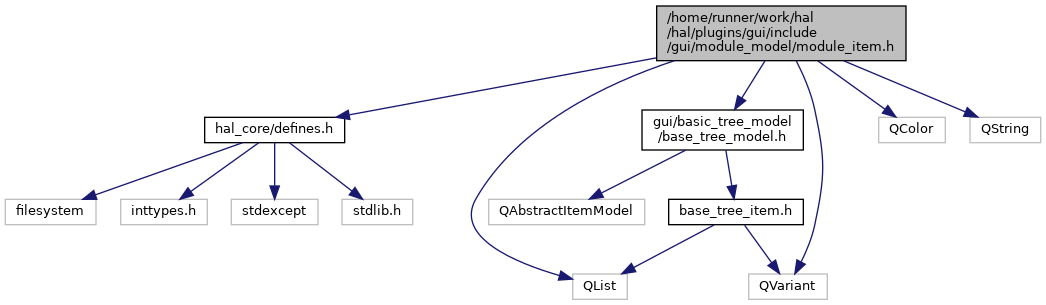 /home/runner/work/hal
/hal/plugins/gui/include
/gui/module_model/module_item.h
hal_core/defines.h
gui/basic_tree_model
/base_tree_model.h
QColor
QString
filesystem
inttypes.h
stdexcept
stdlib.h
QAbstractItemModel
base_tree_item.h
QList
QVariant